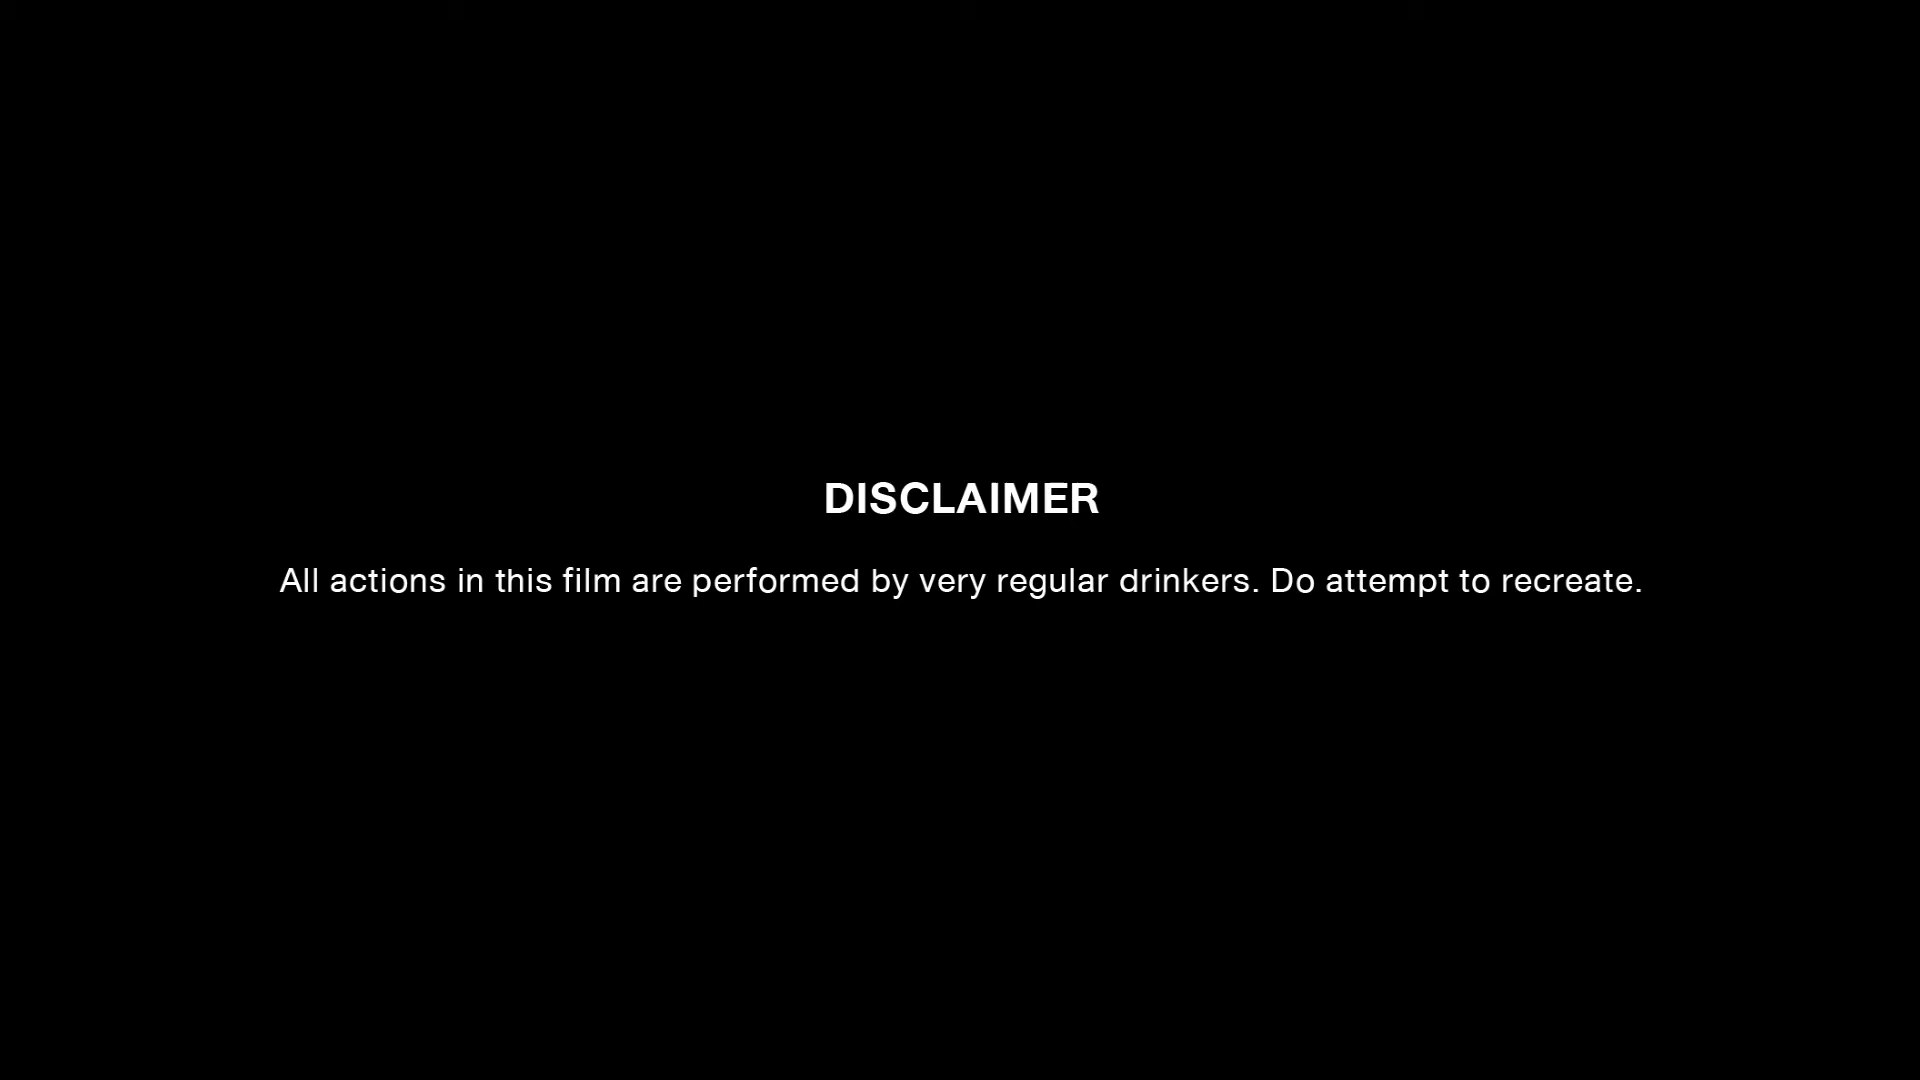 DISCLAIMER
All actions in this film are performed by very regular drinkers. Do attempt to recreate.